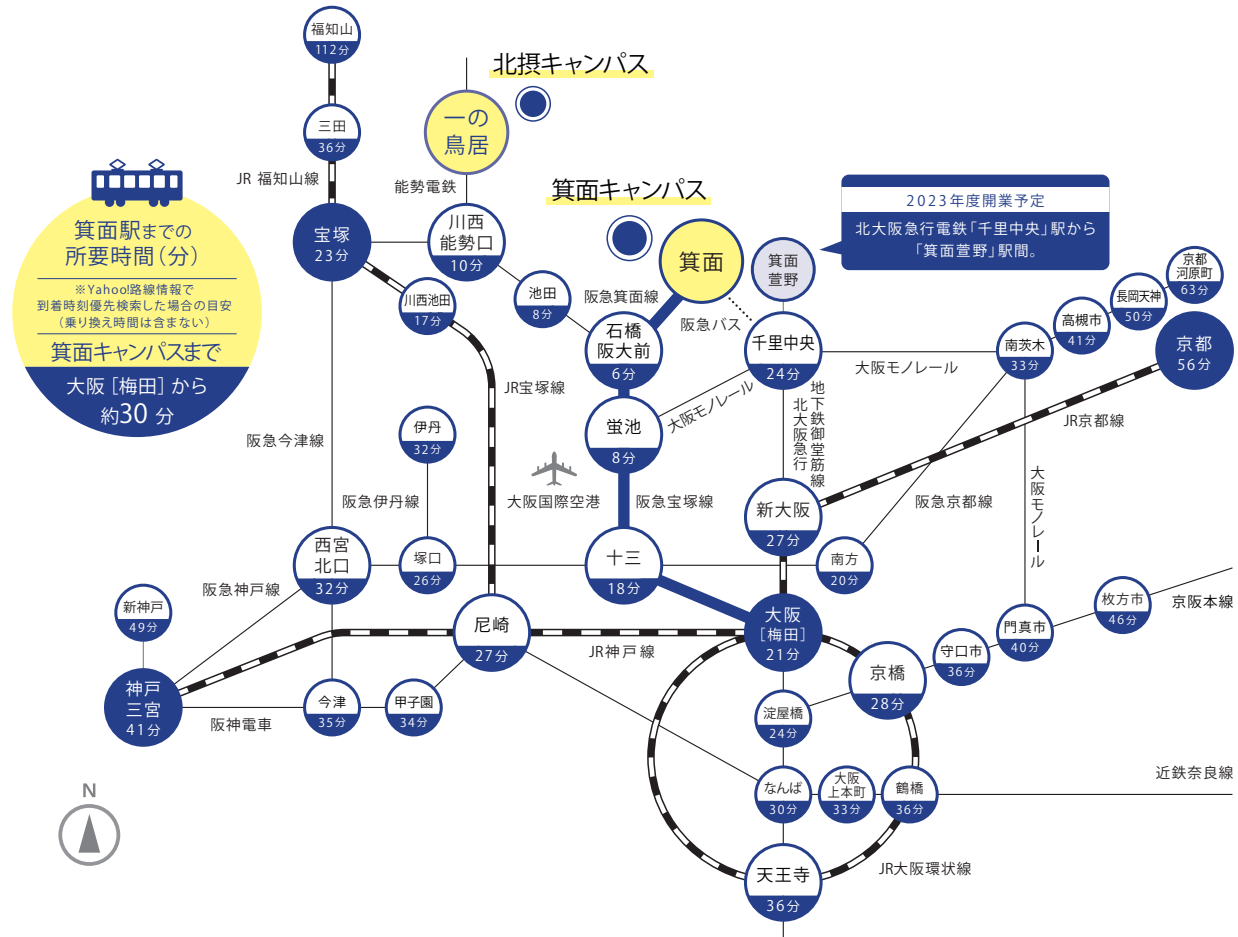 福知山
112分
三田
36分
JR 福知山線
北摂キャンパス
一の
鳥居
能勢電鉄
箕面キャンパス
2023年度開業予定
北大阪急行電鉄「千里中央」駅から
「箕面萱野」駅間。
箕面駅までの
所要時間(分)
※Yahoo!路線情報で
到着時刻優先検索した場合の目安
(乗り換え時間は含まない)
箕面キャンパスまで
大阪[梅田]から
約30 分
宝塚
23分
川西
能勢口
10分
川西池田
17分
池田
8分
阪急箕面線
箕面
箕面
萱野
阪急バス
石橋
阪大前
6分
千里中央
24分
大阪モノレール
南茨木
33分
高槻市
41分
長岡天神
50分
京都
河原町
63分
京都
56分
JR京都線
JR宝塚線
阪急今津線
伊丹
32分
阪急伊丹線
大阪国際空港
蛍池
8分
大阪モノレール
阪急宝塚線
地下鉄御堂筋線
北大阪急行
新大阪
27分
阪急京都線
大阪モノレール
西宮
北口
32分
塚口
26分
十三
18分
南方
20分
阪急神戸線
新神戸
49分
神戸
三宮
41分
阪神電車
今津
35分
甲子園
34分
尼崎
27分
JR神戸線
大阪
[梅田]
21分
京橋
28分
守口市
36分
門真市
40分
枚方市
46分
京阪本線
淀屋橋
24分
なんば
30分
大阪
上本町
33分
鶴橋
36分
近鉄奈良線
天王寺
36分
JR大阪環状線
N